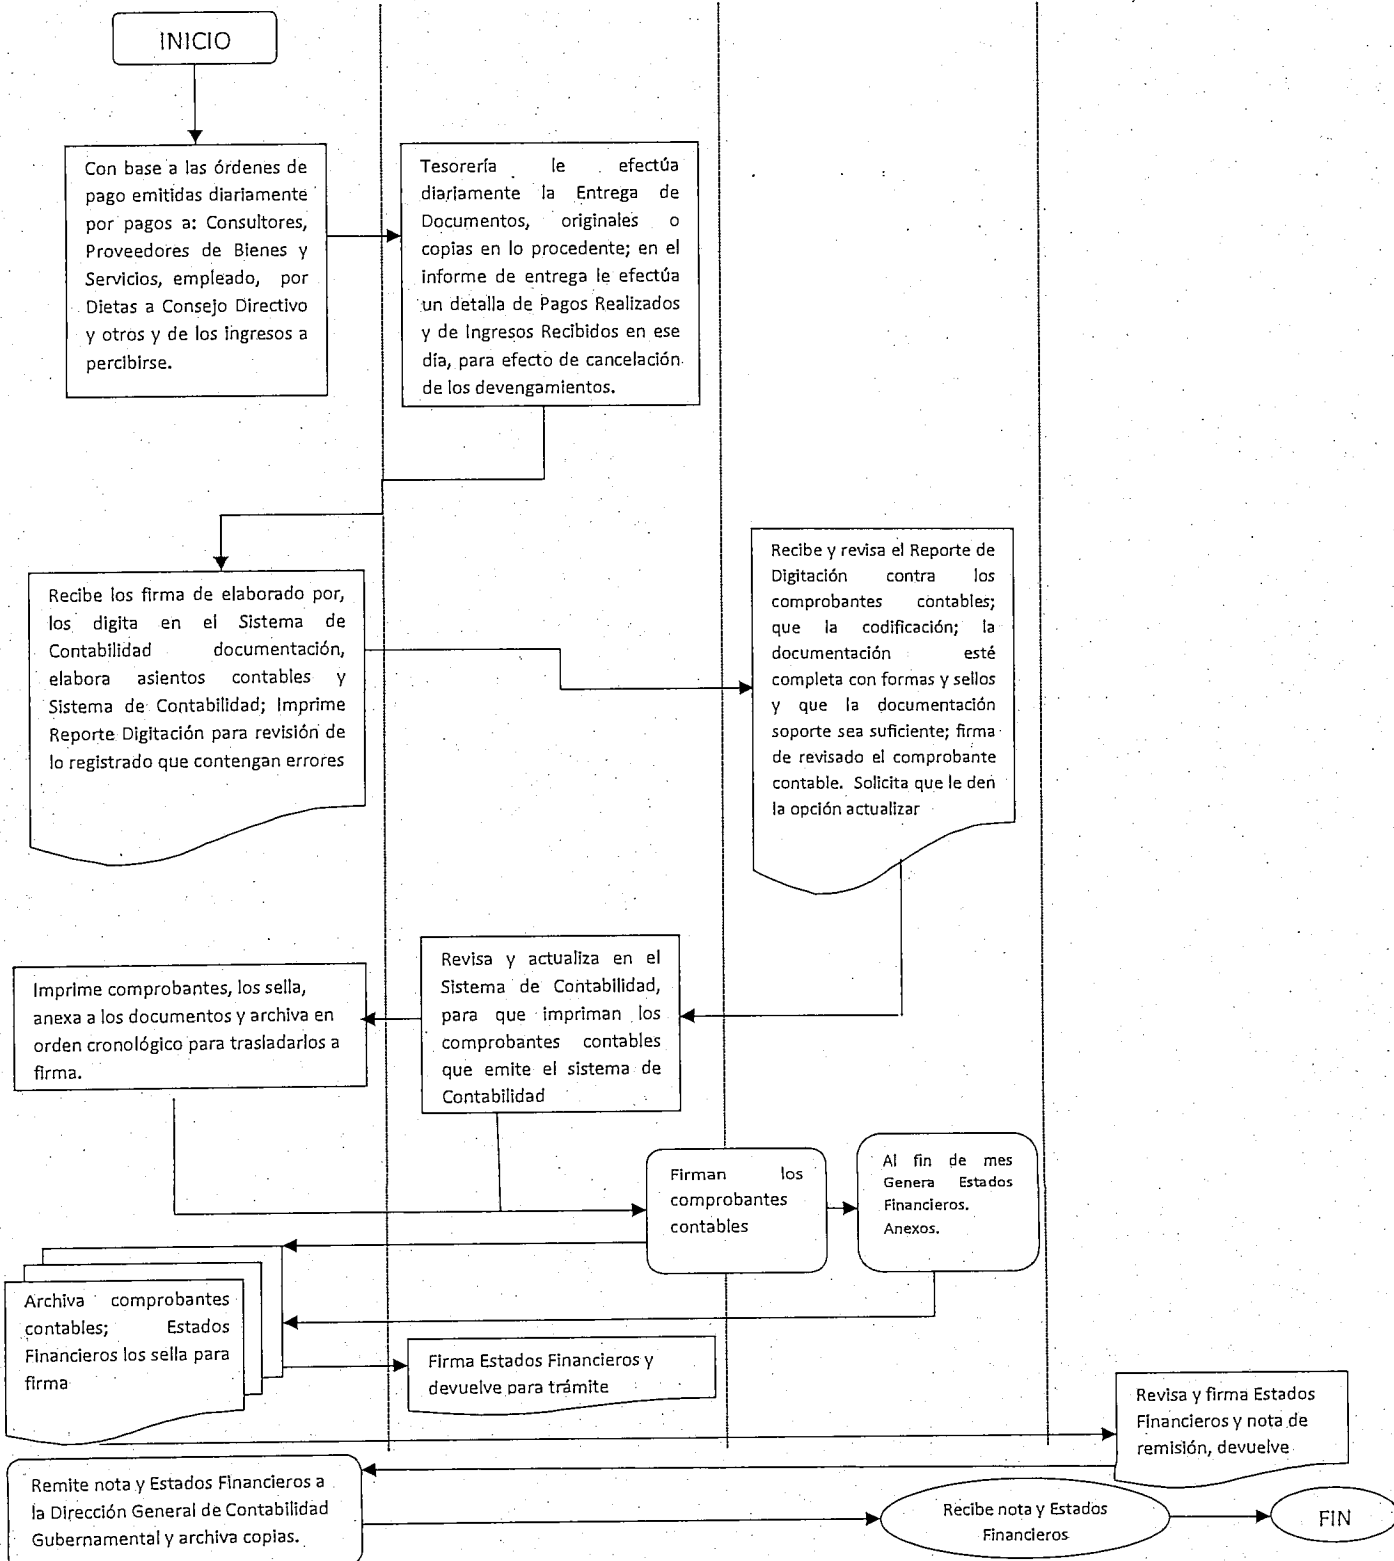 INICIO
Con base a las órdenes de
pago emitidas diariamente
por pagos a: Consultores,
Proveedores de Bienes y
Servicios, empleado, por
Dietas a Consejo Directivo
y otros y de los ingresos a
percibirse.
Tesorería le efectúa
diariamente la Entrega de
Documentos, originales o
copias en lo procedente; en el
informe de entrega le efectúa
un detalla de Pagos Realizados
y de Ingresos Recibidos en ese
día, para efecto de cancelación
de los devengamientos.
Recibe los firma de elaborado por,
los digita en el Sistema de
Contabilidad documentación,
elabora asientos contables y
Sistema de Contabilidad; Imprime
Reporte Digitación para revisión de
lo registrado que contengan errores
Recibe y revisa el Reporte de
Digitación contra los
comprobantes contables;
que la codificación; la
documentación esté
completa con formas y sellos
y que la documentación
soporte sea suficiente; firma
de revisado el comprobante
contable. Solicita que le den
la opción actualizar
Revisa y actualiza en el
Sistema de Contabilidad,
para que impriman los
comprobantes contables
que emite el sistema de
Contabilidad
Imprime comprobantes, los sella,
anexa a los documentos y archiva en
orden cronológico para trasladarlos a
firma.
Firman los
comprobantes
contables
Al fin de mes
Genera Estados
Financieros.
Anexos.
Archiva comprobantes
contables; Estados
Financieros los sella para
firma
Firma Estados Financieros y
devuelve para trámite
Revisa y firma Estados
Financieros y nota de
remisión, devuelve
Remite nota y Estados Financieros a
la Dirección General de Contabilidad
Gubernamental y archiva copias.
Recibe nota y Estados
Financieros
FIN